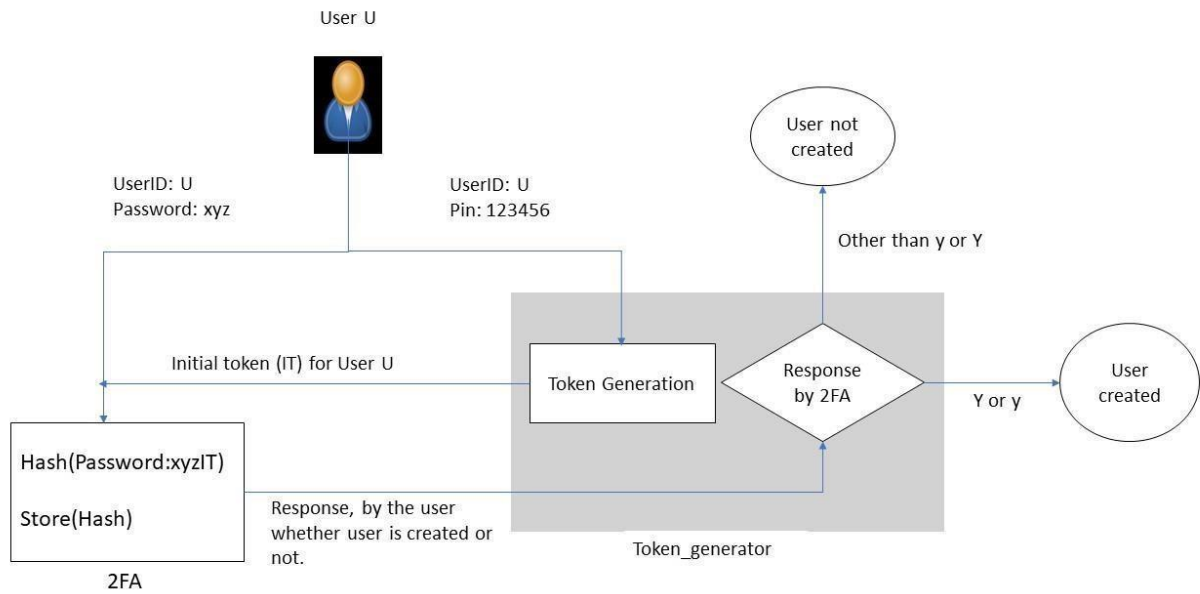 User U
UserID: U
Password: xyz
UserID: U
Pin: 123456
User not
created
Other than y or Y
Initial token (IT) for User U
Token Generation
Response
by 2FA
Y or y
User
created
Hash(Password:xyzIT)
Store(Hash)
2FA
Response, by the user
whether user is created or
not.
Token_generator